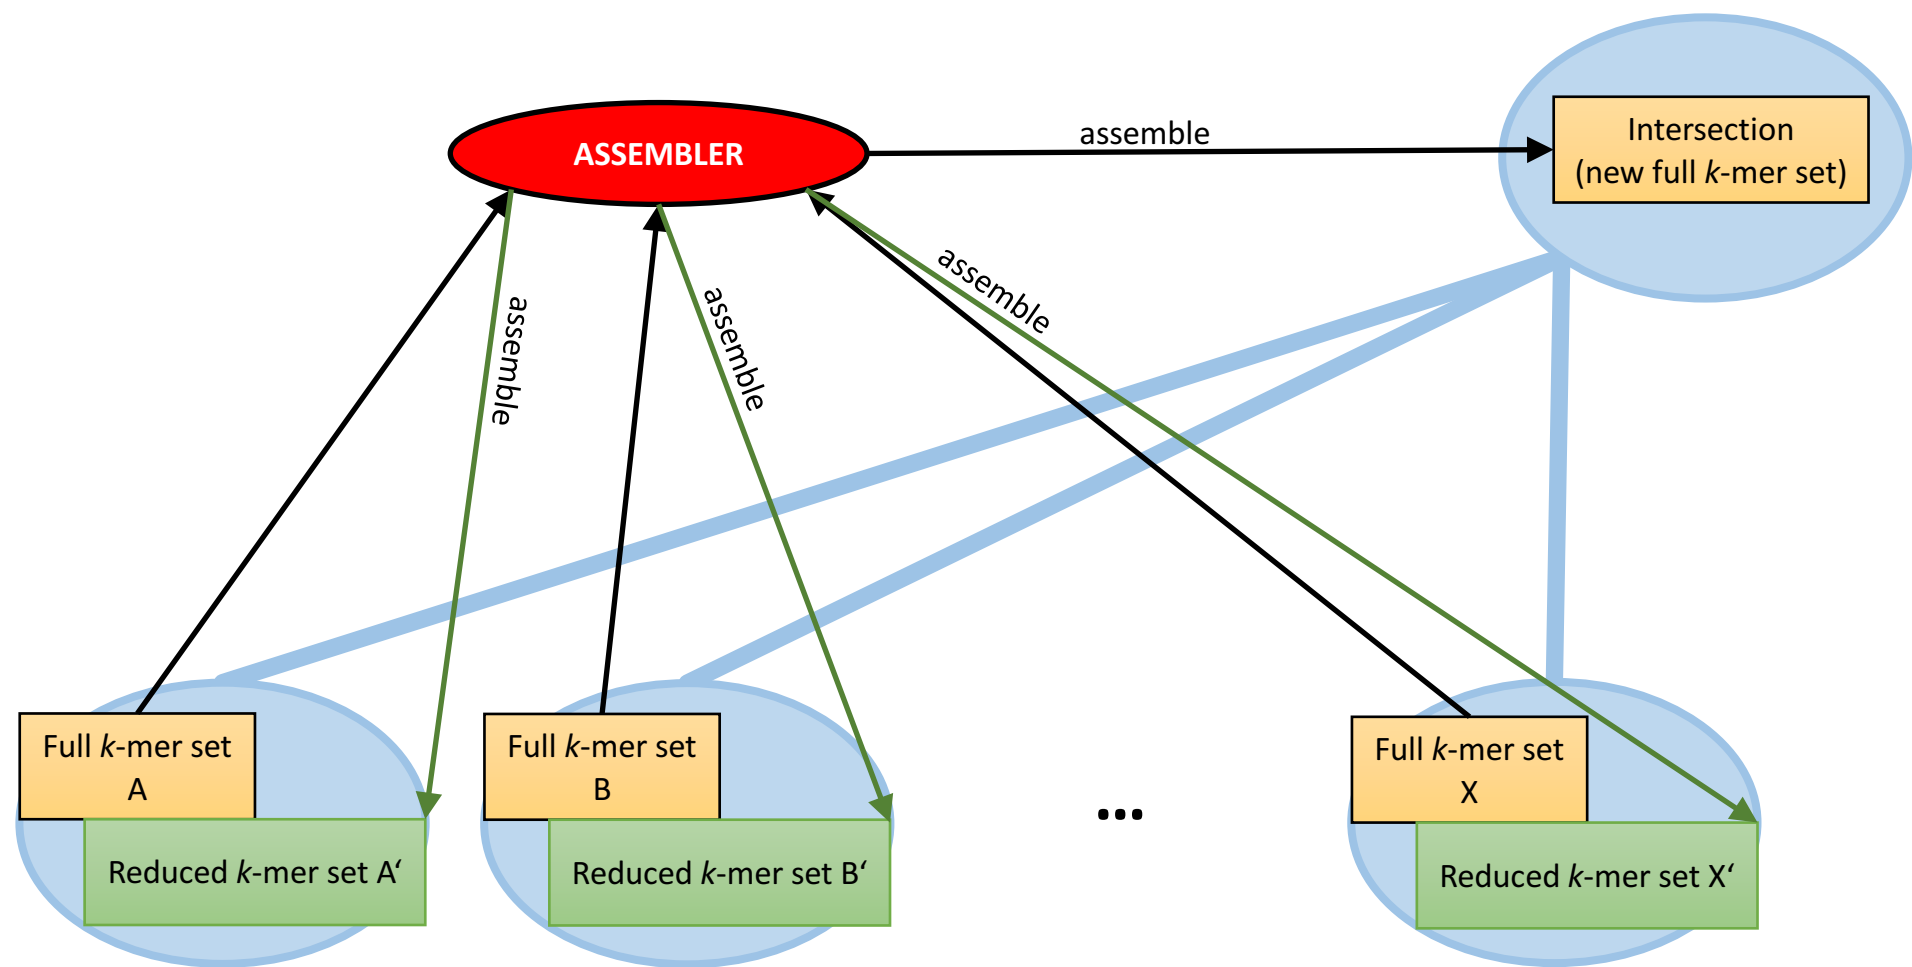 assemble
ASSEMBLER
Intersection
(new full k-mer set)
assemble
assemble
assemble
Full k-mer set
A
Full k-mer set
B
...
Full k-mer set
X
Reduced k-mer set A‘
Reduced k-mer set B‘
Reduced k-mer set X‘